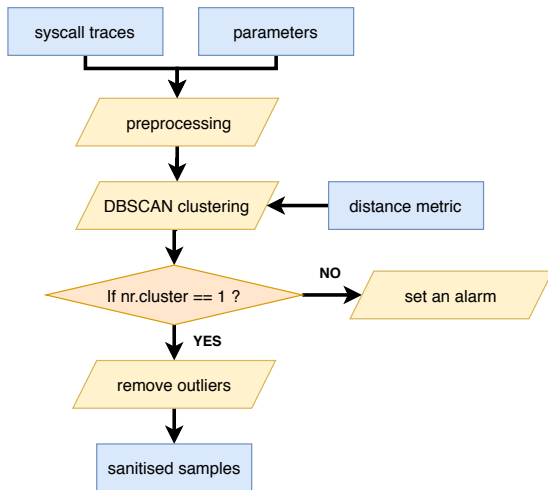 syscall traces
parameters
preprocessing
DBSCAN clustering
distance metric
If nr.cluster == 1 ?
NO
set an alarm
YES
remove outliers
sanitised samples